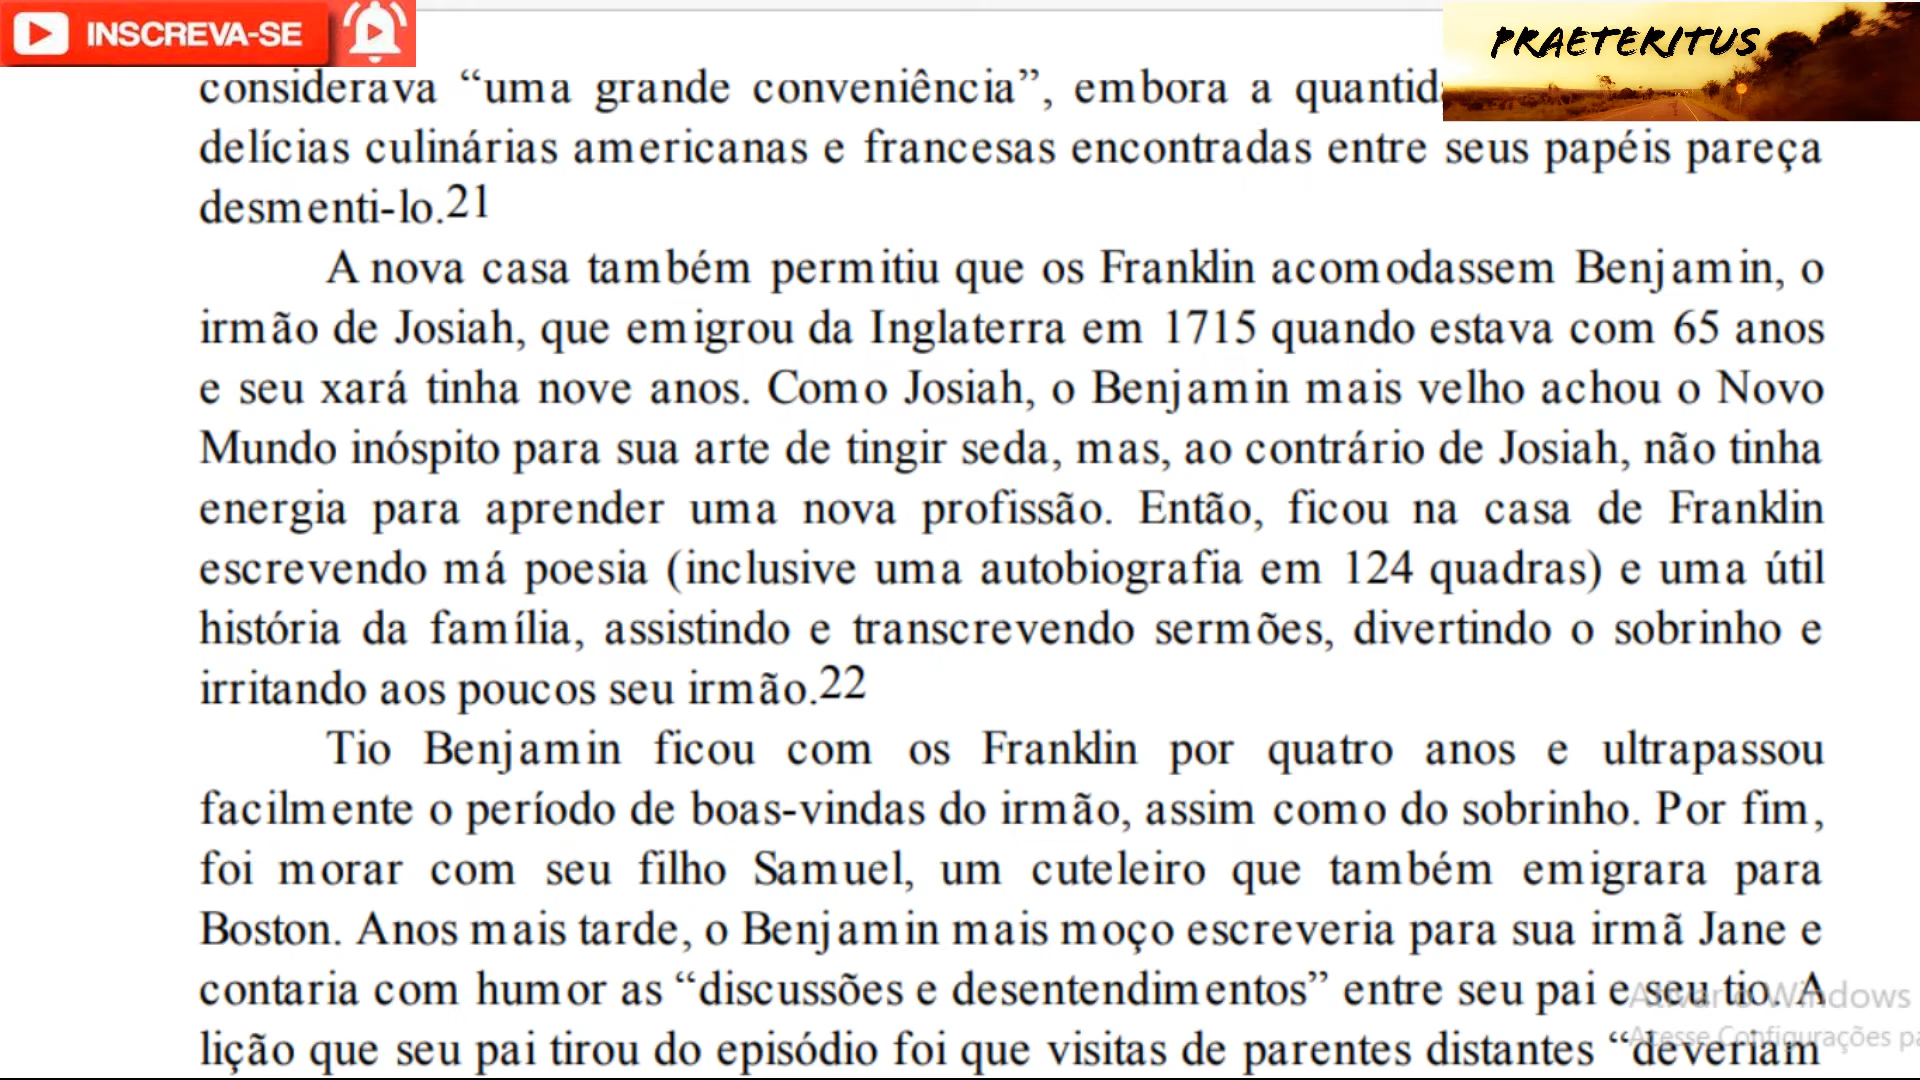 INSCREVA-SE
PRAETERITUS
considerava “uma grande conveniência”, embora a
delícias culinárias americanas e francesas encontradas entre seus papéis pareça
desmenti-lo.21
A nova casa também permitiu que os Franklin acomodassem Benjamin, o
irmão de Josiah, que emigrou da Inglaterra em 1715 quando estava com 65 anos
e seu xará tinha nove anos. Como Josiah, o Benjamin mais velho achou o Novo
Mundo inóspito para sua arte de tingir seda, mas, ao contrário de Josiah, não tinha
energia para aprender uma nova profissão. Então, ficou na casa de Franklin
escrevendo má poesia (inclusive uma autobiografia em 124 quadras) e uma útil
história da família, assistindo e transcrevendo sermões, divertindo o sobrinho e
irritando aos poucos seu irmão.22
Tio Benjamin ficou com os Franklin por quatro anos e ultrapassou
facilmente o período de boas-vindas do irmão, assim como do sobrinho. Por fim,
foi morar com seu filho Samuel, um cuteleiro que também emigrara para
Boston. Anos mais tarde, o Benjamin mais moço escreveria para sua irmã Jane e
contaria com humor as “discussões e desentendimentos” entre seu pai e seu tio. A
lição que seu pai tirou do episódio foi que visitas de parentes distantes “deveriam
Ativar o Windows
Acesse Configurações